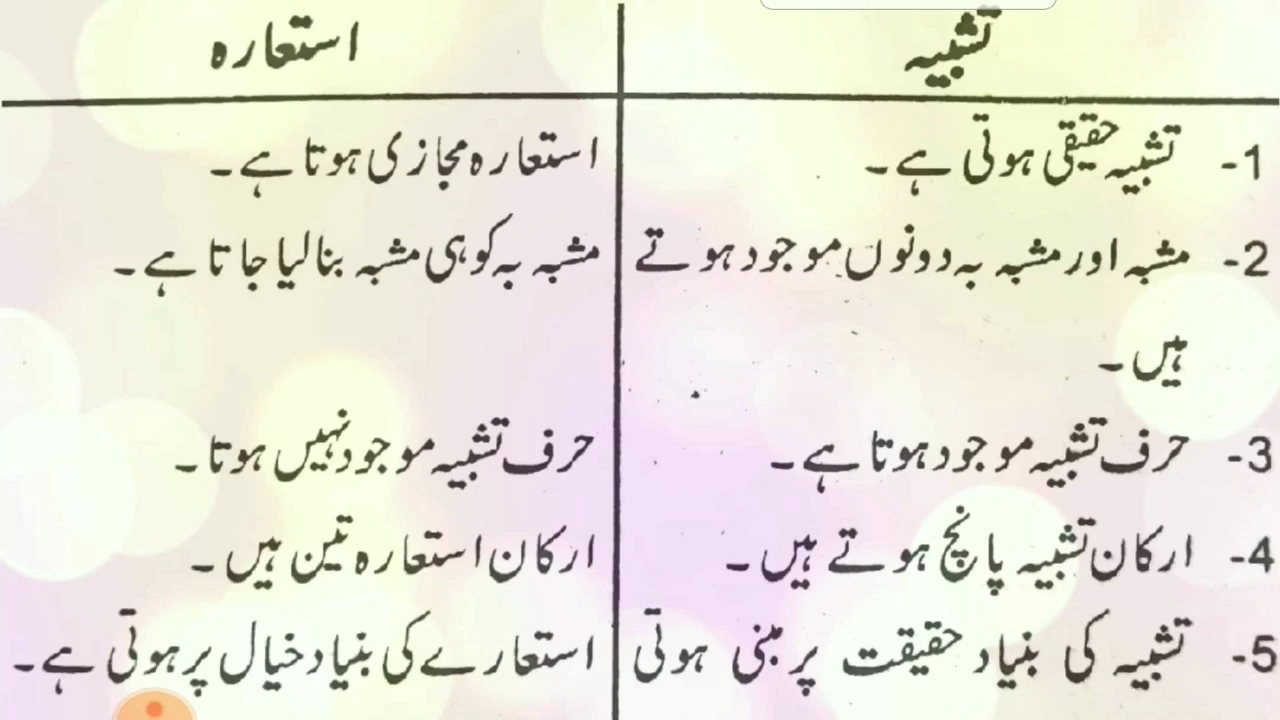 تشبیہ	استعارہ
1- تشبیہ حقیقی ہوتی ہے۔	استعارہ مجازی ہوتا ہے۔
2- مشبہ اور مشبہ بہ دونوں موجود ہوتے	مشبہ بہ کو ہی مشبہ بنا لیا جاتا ہے۔
ہیں۔
3- حرف تشبیہ موجود ہوتا ہے۔	حرف تشبیہ موجود نہیں ہوتا۔
4- ارکان تشبیہ پانچ ہوتے ہیں۔	ارکان استعارہ تین ہیں۔
5- تشبیہ کی بنیاد حقیقت پر مبنی ہوتی	استعارے کی بنیاد خیال پر ہوتی ہے۔